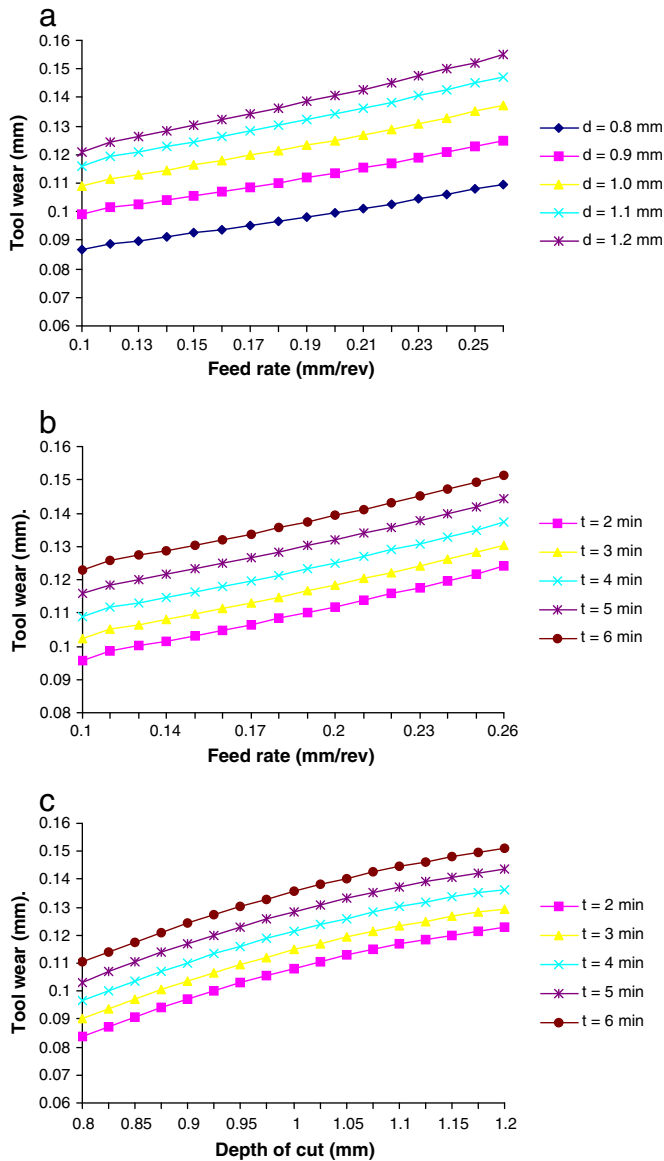 a
0.16
0.15
0.14
0.13
0.12
0.11
0.1
0.09
0.08
0.07
0.06
Tool wear (mm)
0.1 0.13 0.15 0.17 0.19 0.21 0.23 0.25
Feed rate (mm/rev)
d = 0.8 mm
d = 0.9 mm
d = 1.0 mm
d = 1.1 mm
d = 1.2 mm
b
0.16
0.15
0.14
0.13
0.12
0.11
0.1
0.09
0.08
Tool wear (mm).
0.1 0.14 0.17 0.2 0.23 0.26
Feed rate (mm/rev)
t = 2 min
t = 3 min
t = 4 min
t = 5 min
t = 6 min
c
0.16
0.15
0.14
0.13
0.12
0.11
0.1
0.09
0.08
0.07
0.06
Tool wear (mm).
0.8 0.85 0.9 0.95 1 1.05 1.1 1.15 1.2
Depth of cut (mm)
t = 2 min
t = 3 min
t = 4 min
t = 5 min
t = 6 min